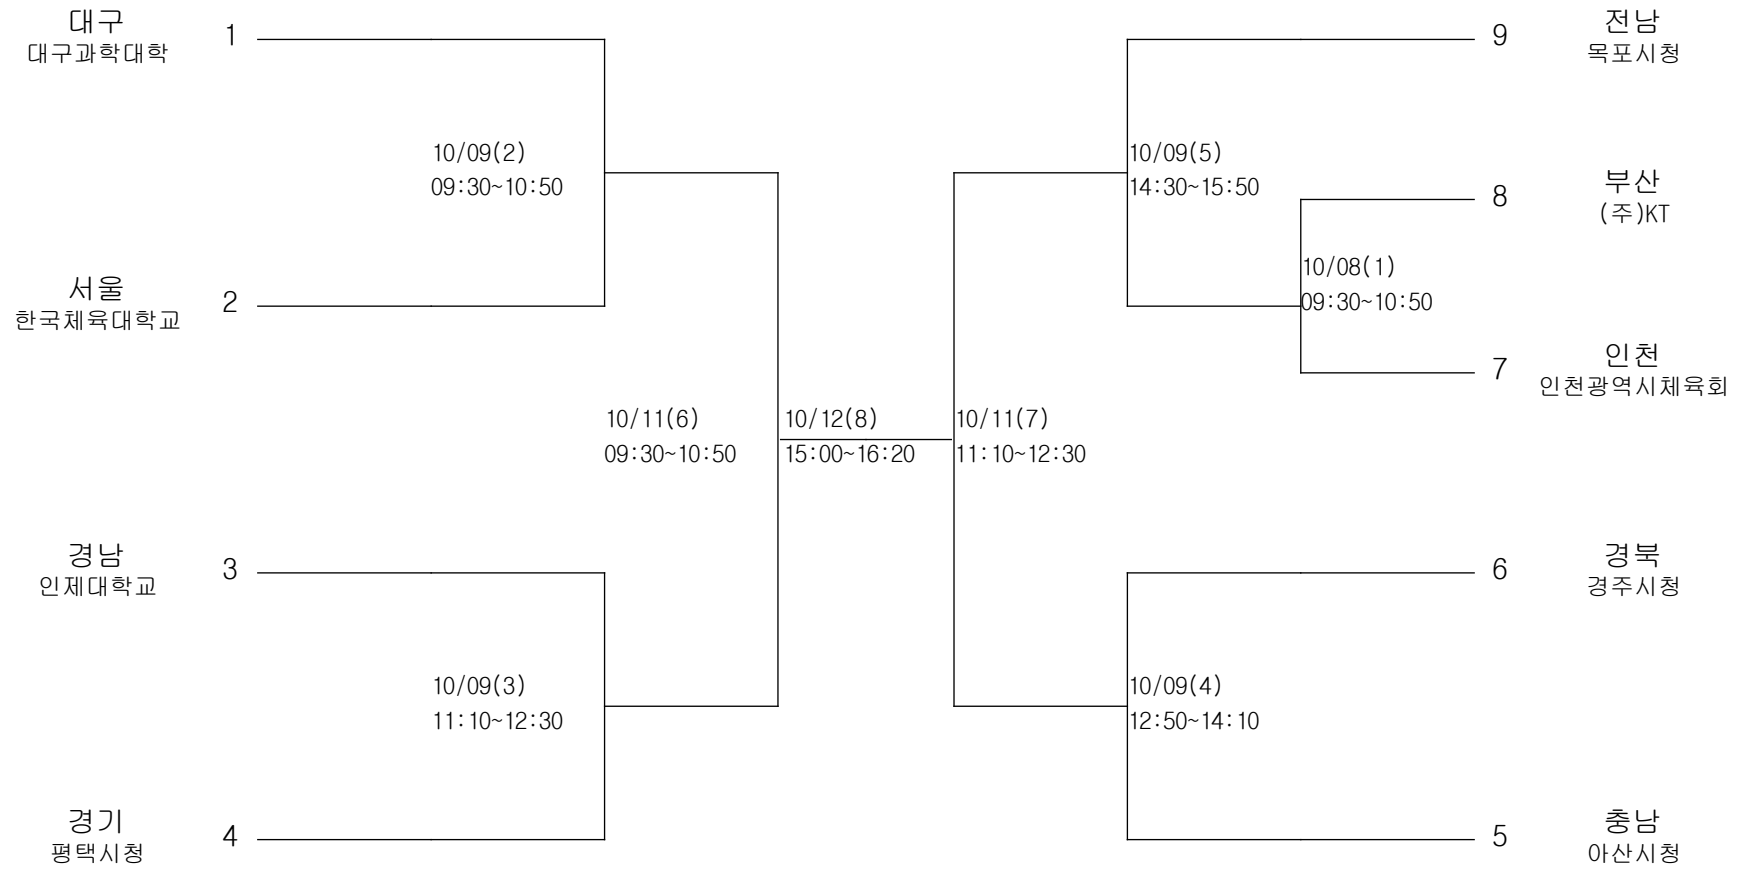 대구
대구과학대학
1
9
전남
목포시청
10/09(2)
09:30~10:50
10/09(5)
14:30~15:50
8
부산
(주)KT
서울
한국체육대학교
2
10/08(1)
09:30~10:50
7
인천
인천광역시체육회
10/11(6)
09:30~10:50
10/12(8)
15:00~16:20
10/11(7)
11:10~12:30
경남
인제대학교
3
6
경북
경주시청
10/09(3)
11:10~12:30
10/09(4)
12:50~14:10
경기
평택시청
4
5
충남
아산시청